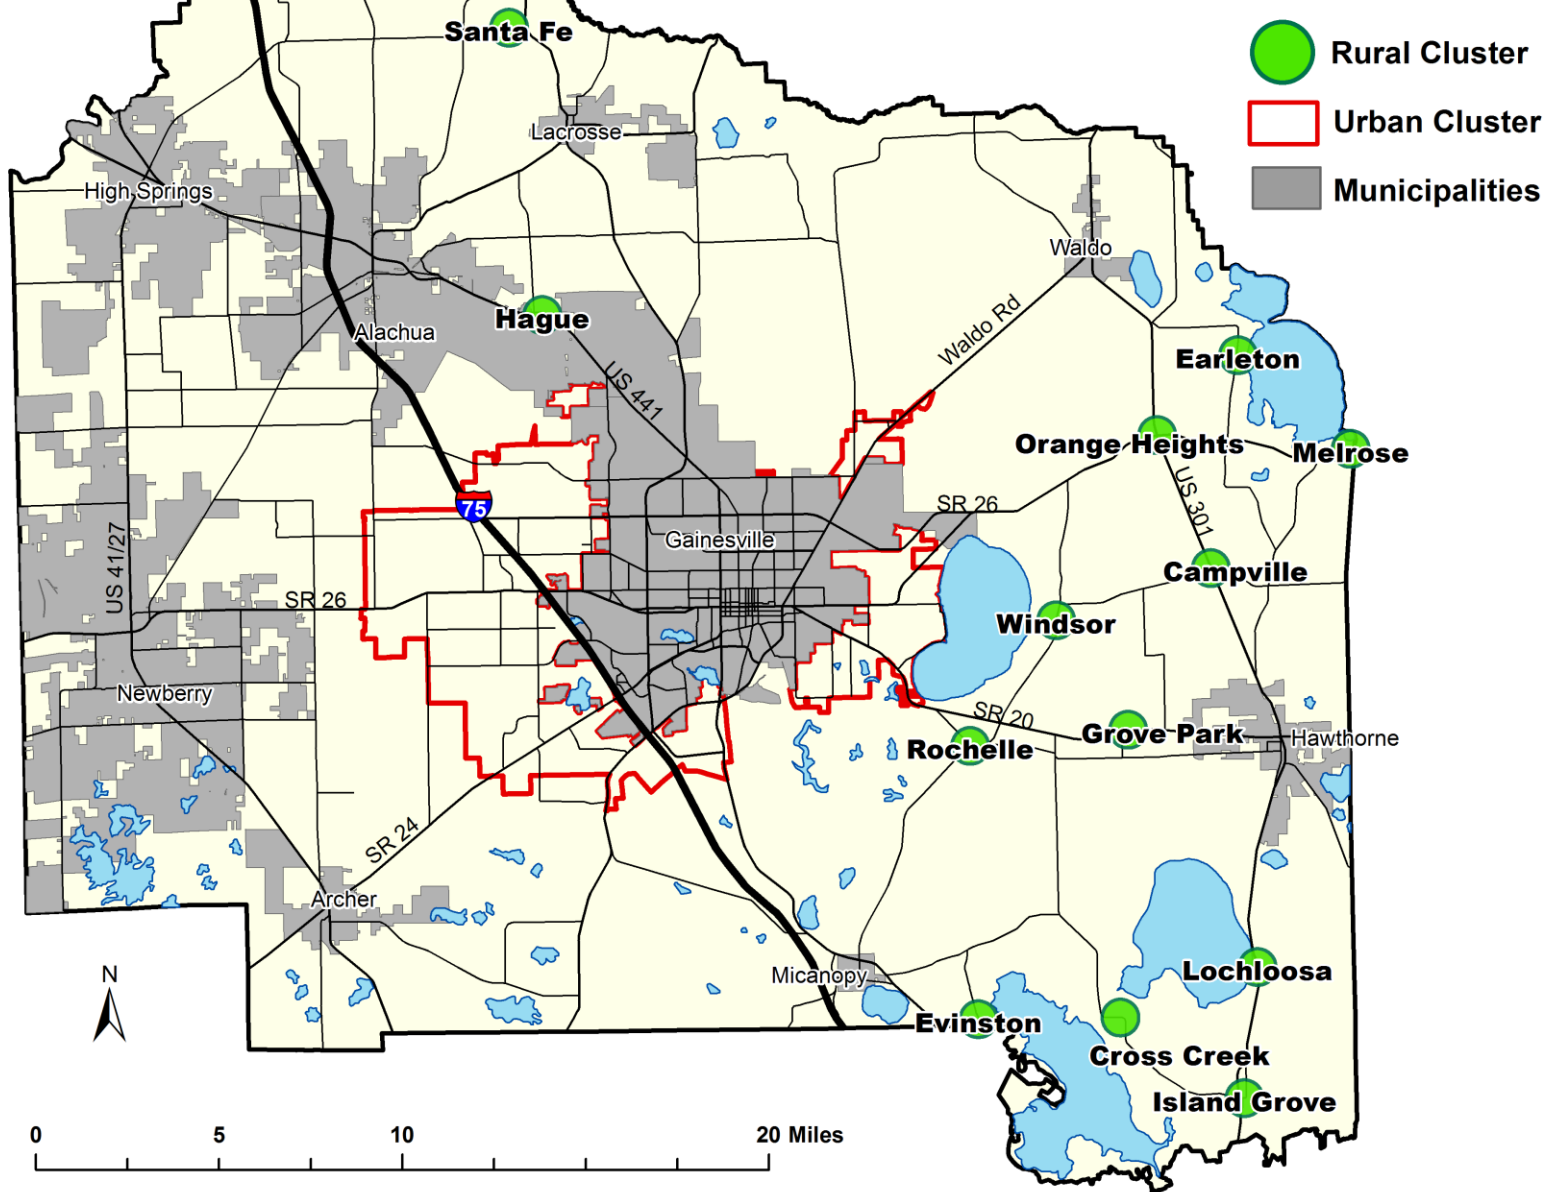 Santa Fe
Rural Cluster
Urban Cluster
Municipalities
Lacrosse
High Springs
Waldo
Hague
Alachua
Waldo Rd
Earleton
US 441
Orange Heights
Melrose
US 301
75
SR 26
Gainesville
US 41/27
Campville
SR 26
Windsor
Newberry
SR 20
Grove Park
Hawthorne
Rochelle
SR 24
Archer
N
Micanopy
Lochloosa
Evinston
Cross Creek
Island Grove
0 5 10 20 Miles